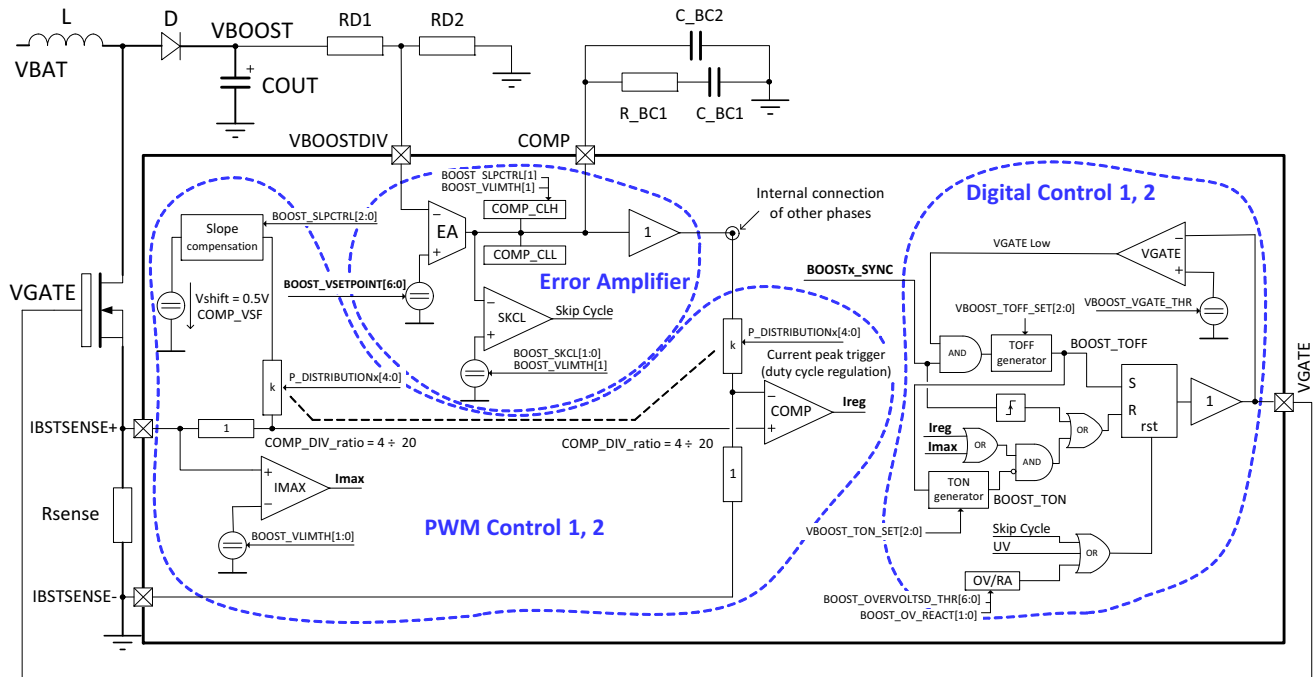 L
D
VBOOST
RD1
RD2
C_BC2
VBAT
+
COUT
R_BC1
C_BC1
VBOOSTDIV
COMP
BOOST_SLPCTRL[1]
BOOST_VLIMTH[1]
COMP_CLH
Internal connection
of other phases
Digital Control 1, 2
BOOST_SLPCTRL[2:0]
Slope
compensation
−
EA
+
1
COMP_CLL
Error Amplifier
VGATE Low
−
VGATE
+
BOOSTx_SYNC
VGATE
Vshift = 0.5V
COMP_VSF
BOOST_VSETPOINT[6:0]
SKCL
Skip Cycle
VBOOST_TOFF_SET[2:0]
VBOOST_VGATE_THR
P_DISTRIBUTIONx[4:0]
k
Current peak trigger
(duty cycle regulation)
AND
TOFF
generator
BOOST_TOFF
BOOST_SKCL[1:0]
BOOST_VLIMTH[1]
P_DISTRIBUTIONx[4:0]
k
−
COMP
+
Ireg
S
R
rst
1
VGATE
IBSTSENSE+
1
COMP_DIV_ratio = 4 ÷ 20
COMP_DIV_ratio = 4 ÷ 20
Ireg
Imax
OR
AND
OR
+
IMAX
−
Imax
1
TON
generator
BOOST_TON
Rsense
PWM Control 1, 2
BOOST_VLIMTH[1:0]
VBOOST_TON_SET[2:0]
Skip Cycle
UV
OR
OV/RA
IBSTSENSE-
BOOST_OVERVOLTSD_THR[6:0]
BOOST_OV_REACT[1:0]